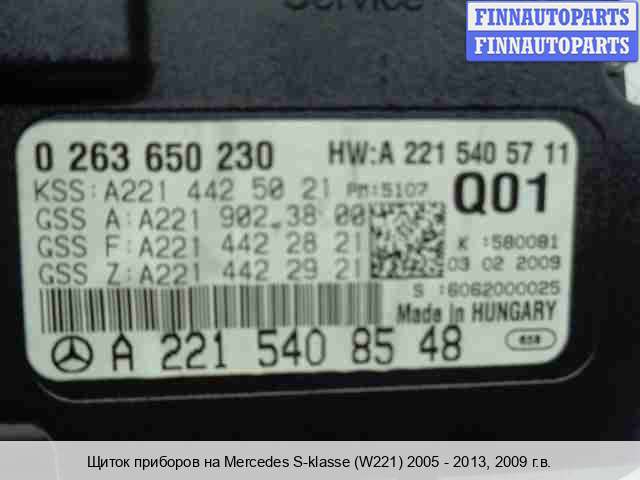 Service
FINNAUTOPARTS
FINNAUTOPARTS
0 263 650 230 HW:A 221 540 57 11
KSS:A221 442 50 21 PM:5107 Q01
GSS A:A221 902 38 00
GSS F:A221 442 28 21 K :580081
GSS Z:A221 442 29 21 03 02 2009
S :6062000025
Made in HUNGARY
A 221 540 85 48
Щиток приборов на Mercedes S-klasse (W221) 2005 - 2013, 2009 г.в.